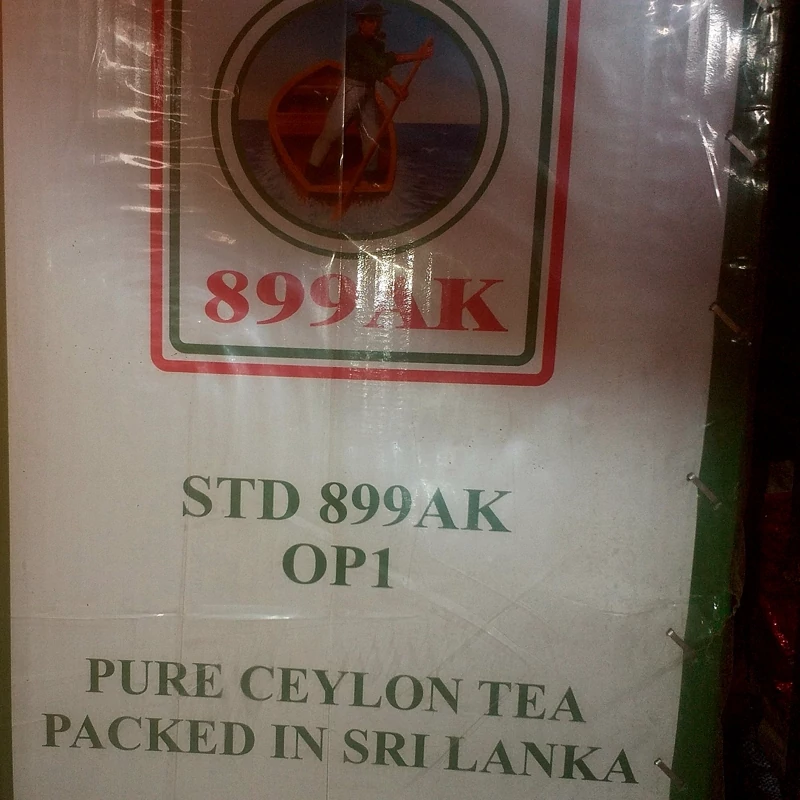 899AK
STD 899AK
OP1
PURE CEYLON TEA
PACKED IN SRI LANKA